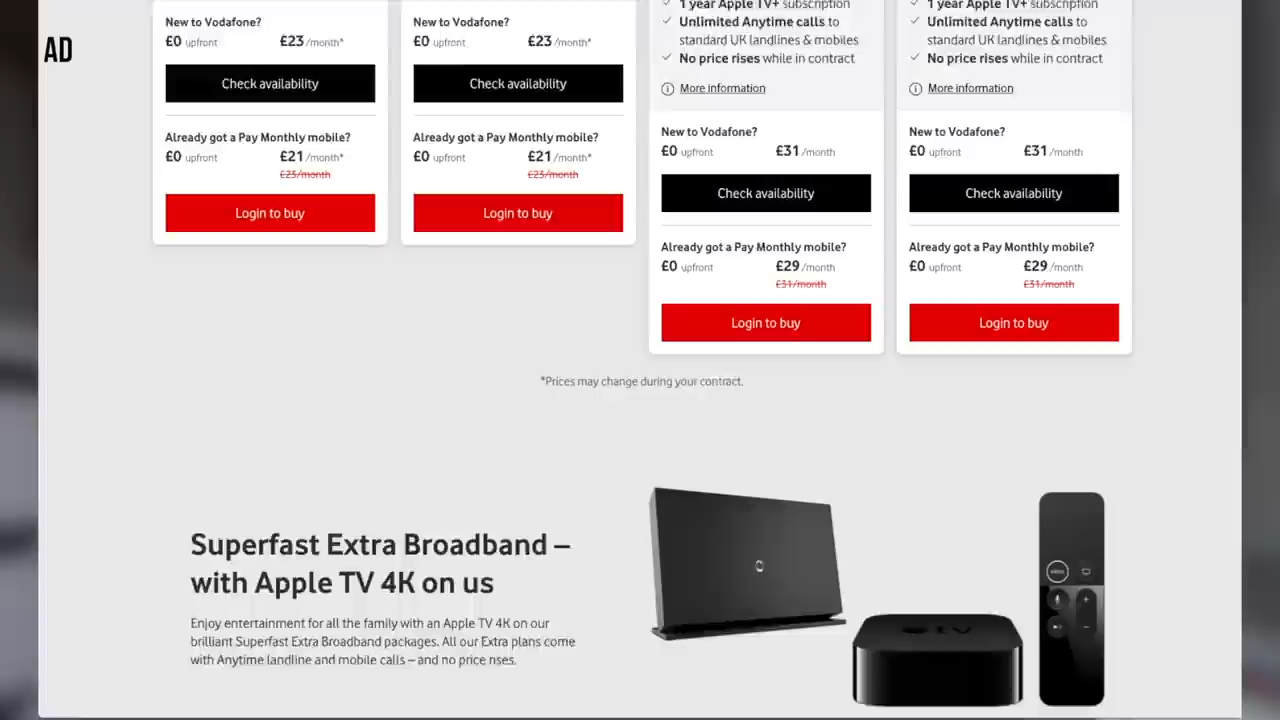 AD
New to Vodafone?
£0 upfront £23 /month*
Check availability
Already got a Pay Monthly mobile?
£0 upfront £21 /month*
£23/month
Login to buy
New to Vodafone?
£0 upfront £23 /month*
Check availability
Already got a Pay Monthly mobile?
£0 upfront £21 /month*
£23/month
Login to buy
1 year Apple TV+ subscription
Unlimited Anytime calls to
standard UK landlines & mobiles
No price rises while in contract
More information
New to Vodafone?
£0 upfront £31 /month
Check availability
Already got a Pay Monthly mobile?
£0 upfront £29 /month
£31/month
Login to buy
1 year Apple TV+ subscription
Unlimited Anytime calls to
standard UK landlines & mobiles
No price rises while in contract
More information
New to Vodafone?
£0 upfront £31 /month
Check availability
Already got a Pay Monthly mobile?
£0 upfront £29 /month
£31/month
Login to buy
*Prices may change during your contract.
Superfast Extra Broadband –
with Apple TV 4K on us
Enjoy entertainment for all the family with an Apple TV 4K on our
brilliant Superfast Extra Broadband packages. All our Extra plans come
with Anytime landline and mobile calls – and no price rises.
tv
MENU